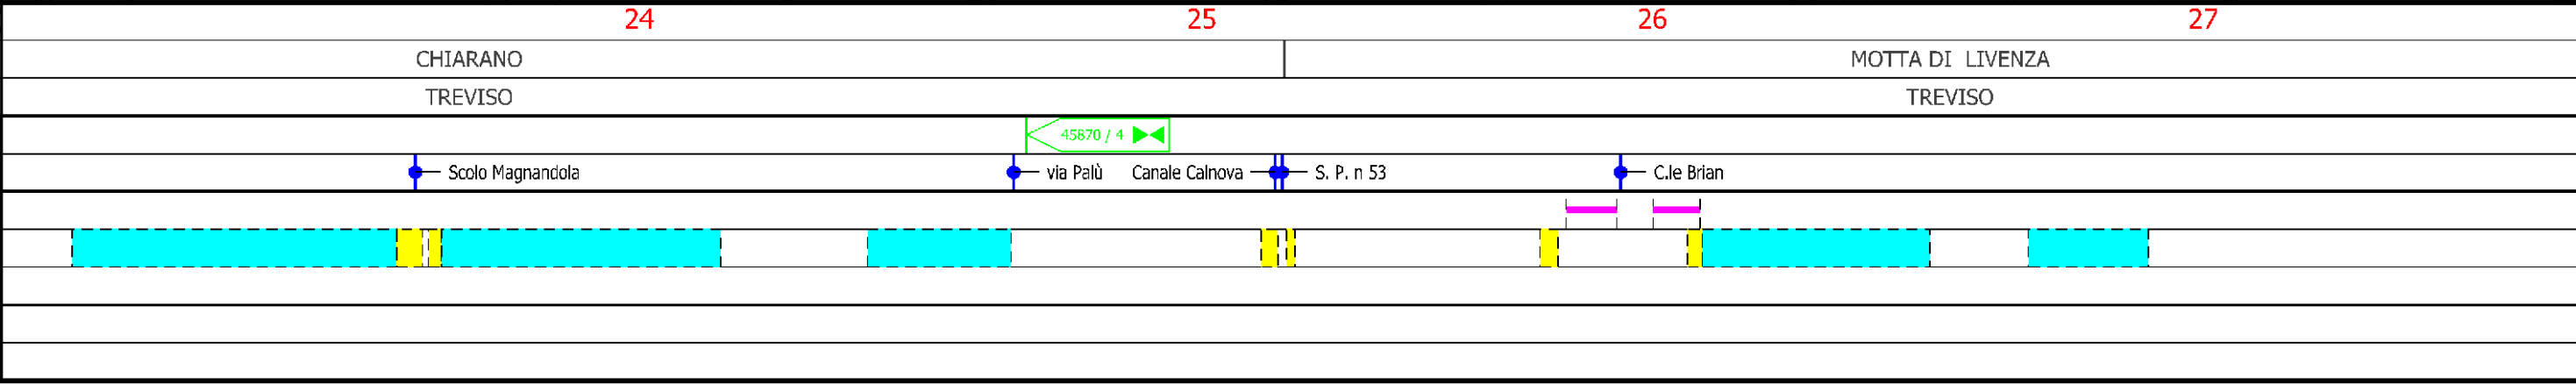 24 25 26 27
CHIARANO MOTTA DI LIVENZA
TREVISO TREVISO
45870 / 4
Scolo Magnandola via Palù Canale Calnova S. P. n 53 C.le Brian